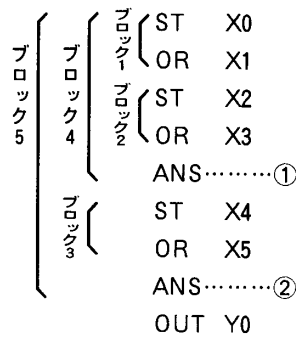 ブロック5
ブロック4
ブロック1
ST X0
OR X1
ブロック2
ST X2
OR X3
ANS………①
ブロック3
ST X4
OR X5
ANS………②
OUT Y0